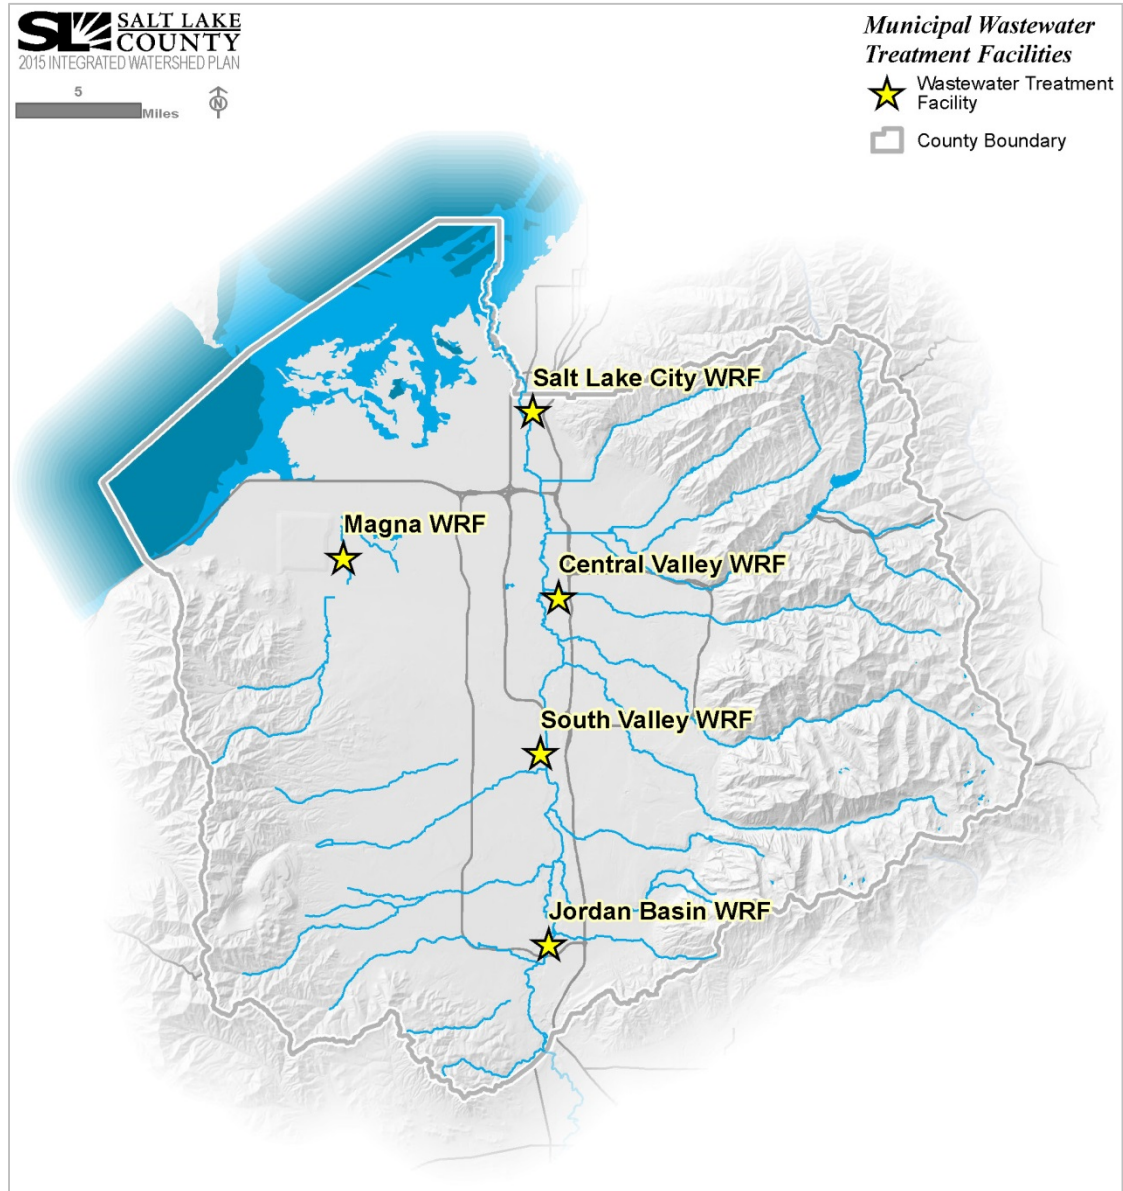 SL SALT LAKE
COUNTY
2015 INTEGRATED WATERSHED PLAN
5
Miles
N
Municipal Wastewater
Treatment Facilities
Wastewater Treatment
Facility
County Boundary
Salt Lake City WRF
Magna WRF
Central Valley WRF
South Valley WRF
Jordan Basin WRF